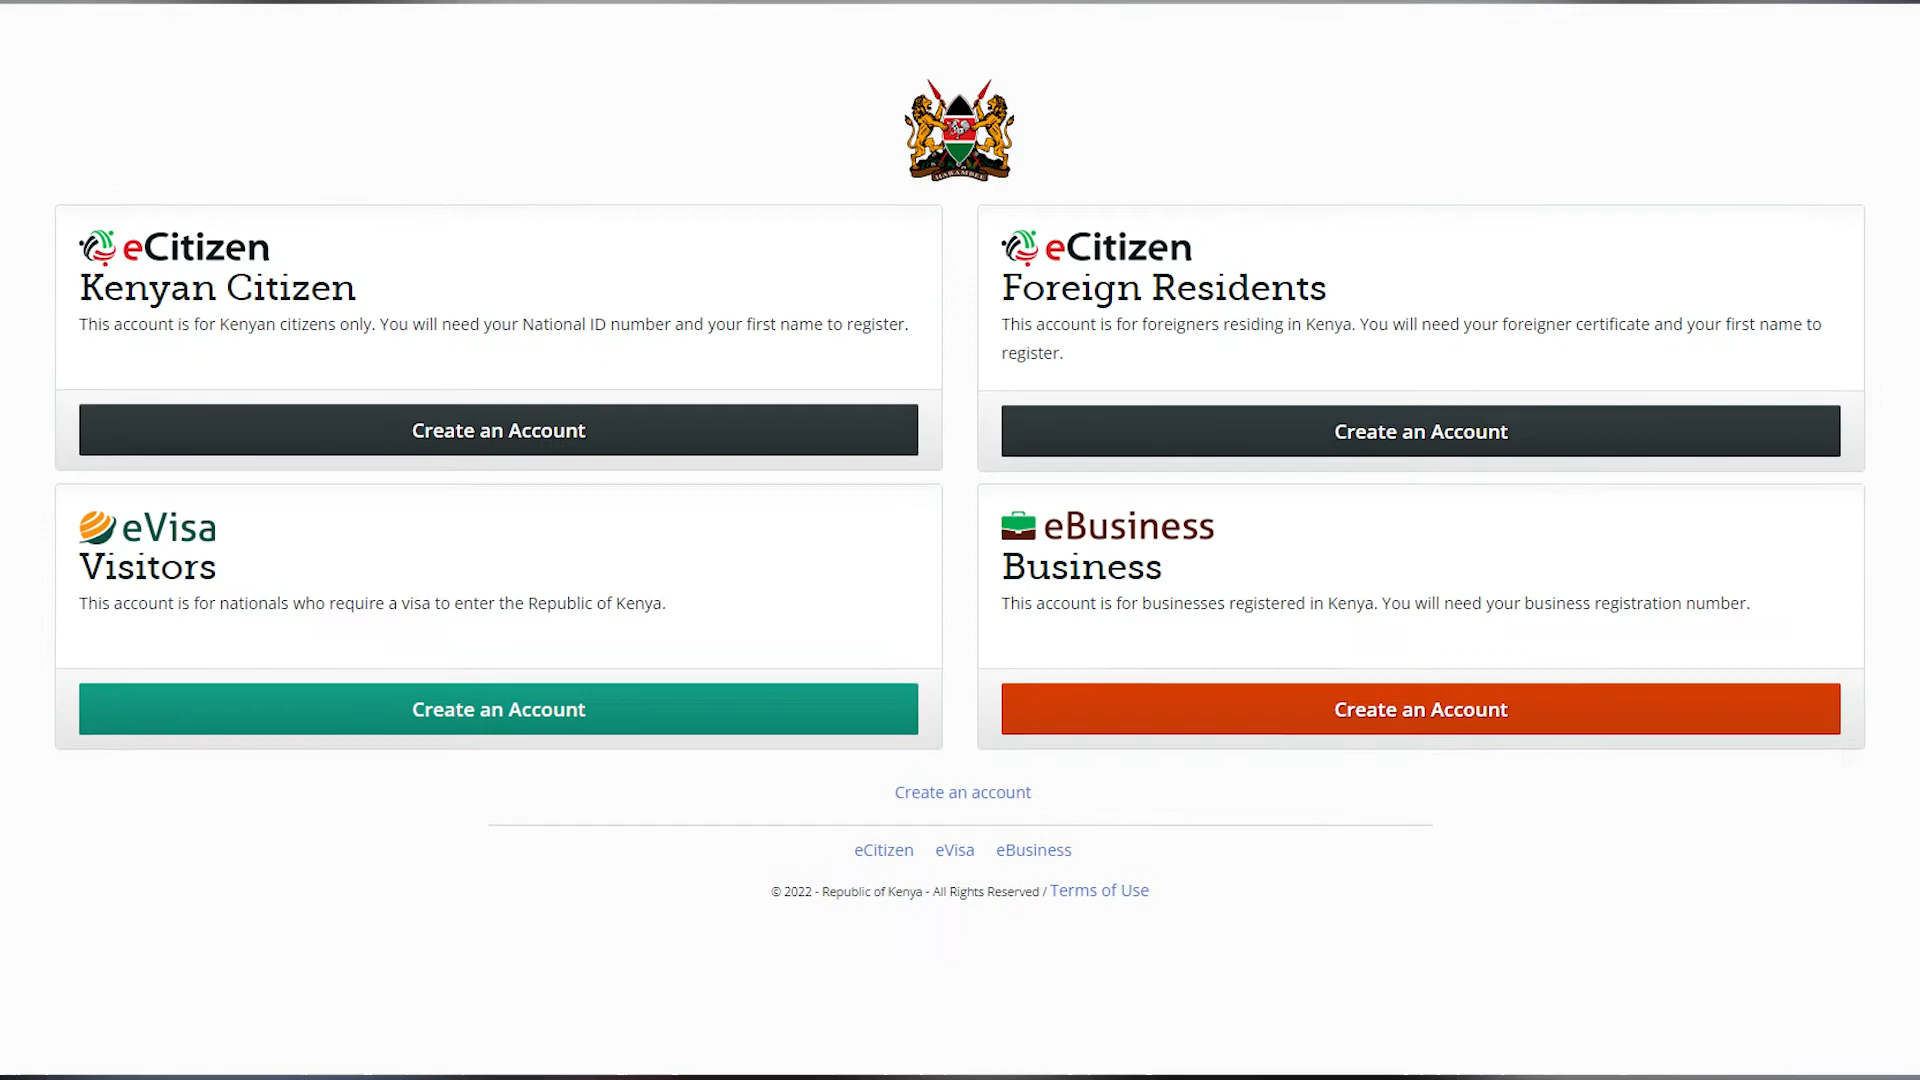 HARAMBEE
eCitizen
Kenyan Citizen
This account is for Kenyan citizens only. You will need your National ID number and your first name to register.
Create an Account
eCitizen
Foreign Residents
This account is for foreigners residing in Kenya. You will need your foreigner certificate and your first name to
register.
Create an Account
eVisa
Visitors
This account is for nationals who require a visa to enter the Republic of Kenya.
Create an Account
eBusiness
Business
This account is for businesses registered in Kenya. You will need your business registration number.
Create an Account
Create an account
eCitizen eVisa eBusiness
© 2022 - Republic of Kenya - All Rights Reserved / Terms of Use